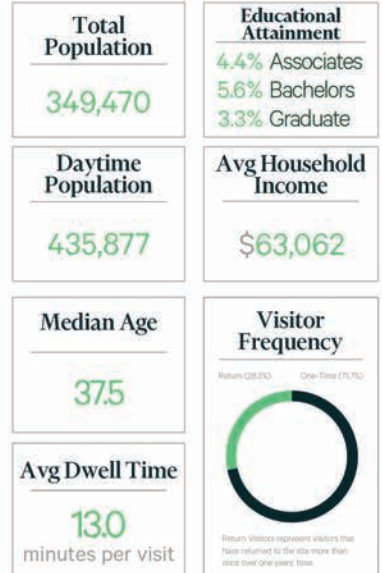 Total
Population
349,470
Educational
Attainment
4.4% Associates
5.6% Bachelors
3.3% Graduate
Daytime
Population
435,877
Avg Household
Income
$63,062
Median Age
37.5
Visitor
Frequency
Return (28.3%) One-Time (71.7%)
Return Visitors represent visitors that
have returned to the site more than
once over one years' time.
Avg Dwell Time
13.0
minutes per visit